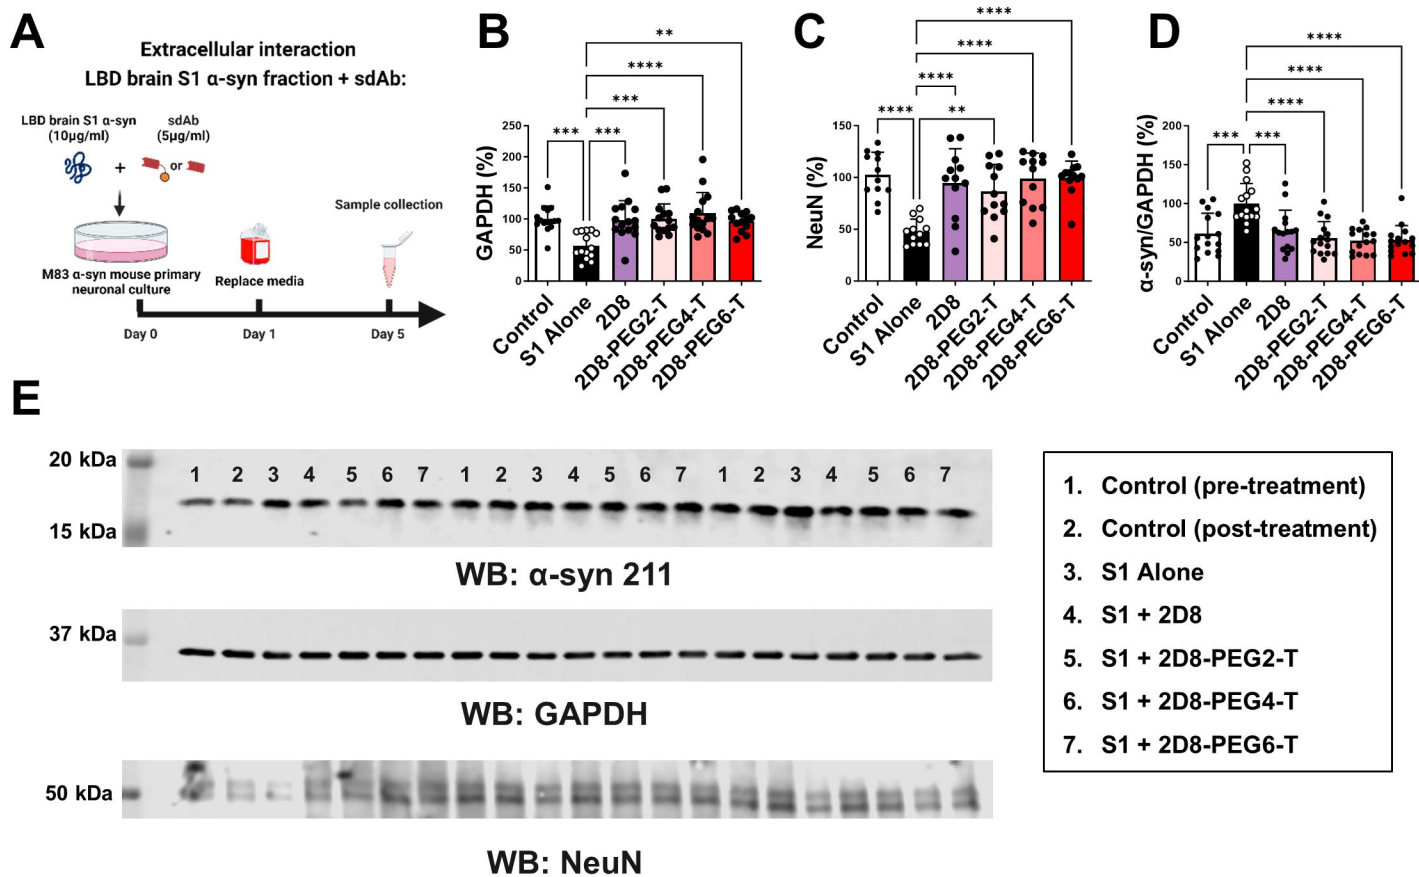 A
Extracellular interaction
LBD brain S1 α-syn fraction + sdAb:
LBD brain S1 α-syn
(10µg/ml)
sdAb
(5µg/ml)
+
or
Sample collection
M83 α-syn mouse primary
neuronal culture
Replace media
Day 0
Day 1
Day 5
B
**
****
***
*** ***
GAPDH (%)
250
200
150
100
50
0
Control
S1 Alone
2D8
2D8-PEG2-T
2D8-PEG4-T
2D8-PEG6-T
C
****
****
****
**** **
NeuN (%)
150
100
50
0
Control
S1 Alone
2D8
2D8-PEG2-T
2D8-PEG4-T
2D8-PEG6-T
D
****
****
****
*** ***
α-syn/GAPDH (%)
200
150
100
50
0
Control
S1 Alone
2D8
2D8-PEG2-T
2D8-PEG4-T
2D8-PEG6-T
E
20 kDa
1 2 3 4 5 6 7 1 2 3 4 5 6 7 1 2 3 4 5 6 7
15 kDa
WB: α-syn 211
37 kDa
WB: GAPDH
50 kDa
WB: NeuN
1. Control (pre-treatment)
2. Control (post-treatment)
3. S1 Alone
4. S1 + 2D8
5. S1 + 2D8-PEG2-T
6. S1 + 2D8-PEG4-T
7. S1 + 2D8-PEG6-T